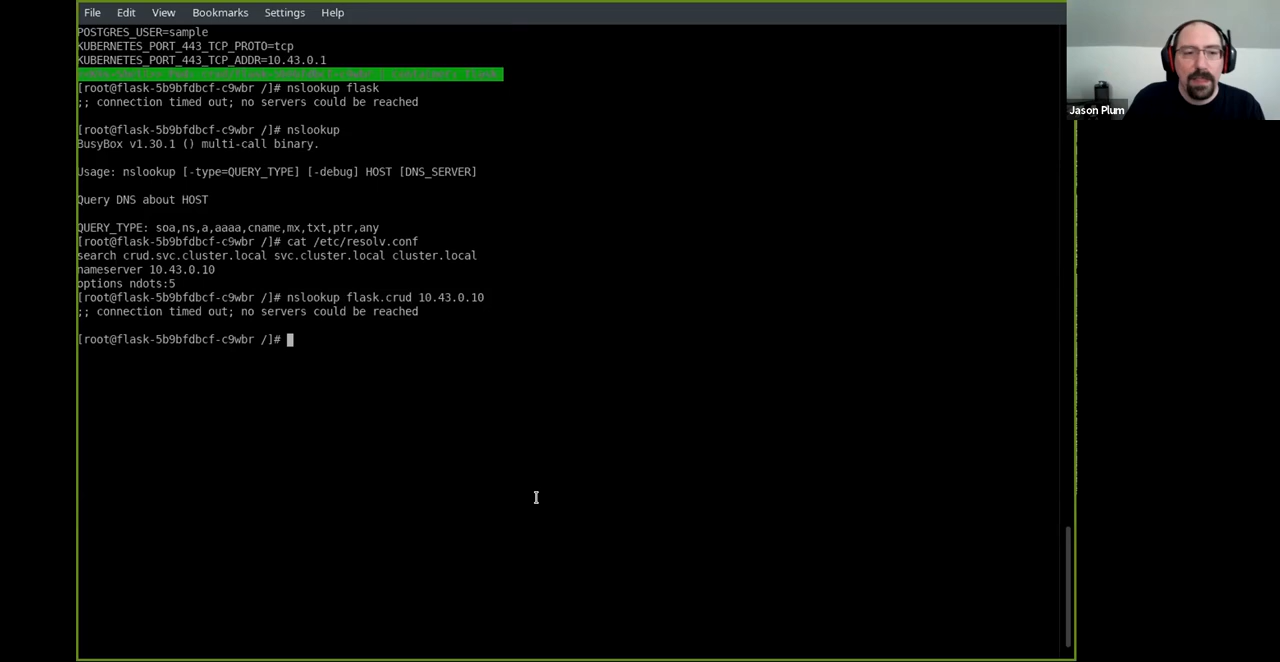 File Edit View Bookmarks Settings Help
POSTGRES_USER=sample
KUBERNETES_PORT_443_TCP_PROTO=tcp
KUBERNETES_PORT_443_TCP_ADDR=10.43.0.1
[root@flask-5b9bfdbcf-c9wbr /]# nslookup flask
;; connection timed out; no servers could be reached
[root@flask-5b9bfdbcf-c9wbr /]# nslookup
BusyBox v1.30.1 () multi-call binary.
Usage: nslookup [-type=QUERY_TYPE] [-debug] HOST [DNS_SERVER]
Query DNS about HOST
QUERY_TYPE: soa,ns,a,aaaa,cname,mx,txt,ptr,any
[root@flask-5b9bfdbcf-c9wbr /]# cat /etc/resolv.conf
search crud.svc.cluster.local svc.cluster.local cluster.local
nameserver 10.43.0.10
options ndots:5
[root@flask-5b9bfdbcf-c9wbr /]# nslookup flask.crud 10.43.0.10
;; connection timed out; no servers could be reached
[root@flask-5b9bfdbcf-c9wbr /]#
Jason Plum